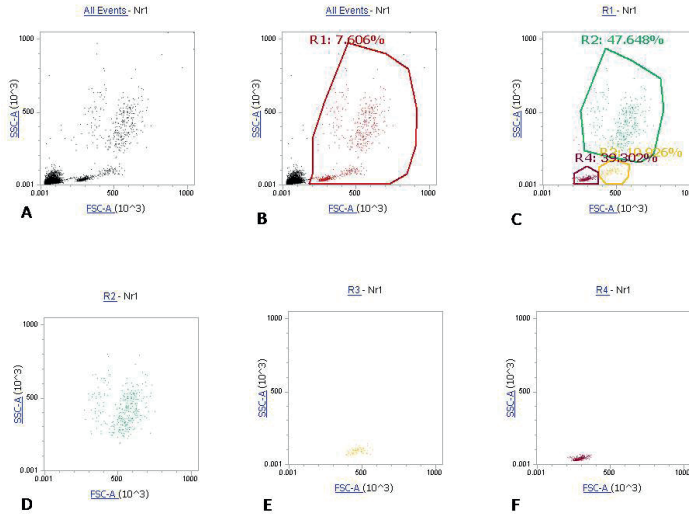 All Events - Nr1
All Events - Nr1
R1 - Nr1
R1: 7.606%
R2: 47.648%
R4: 39.302%
1000
500
0.001
SSC-A (10^3)
0.001
500
1000
FSC-A (10^3)
A
1000
500
0.001
SSC-A (10^3)
0.001
500
1000
FSC-A (10^3)
B
1000
500
0.001
SSC-A (10^3)
0.001
500
1000
FSC-A (10^3)
C
R2 - Nr1
R3 - Nr1
R4 - Nr1
1000
500
0.001
SSC-A (10^3)
0.001
500
1000
FSC-A (10^3)
D
1000
500
0.001
SSC-A (10^3)
0.001
500
1000
FSC-A (10^3)
E
1000
500
0.001
SSC-A (10^3)
0.001
500
1000
FSC-A (10^3)
F